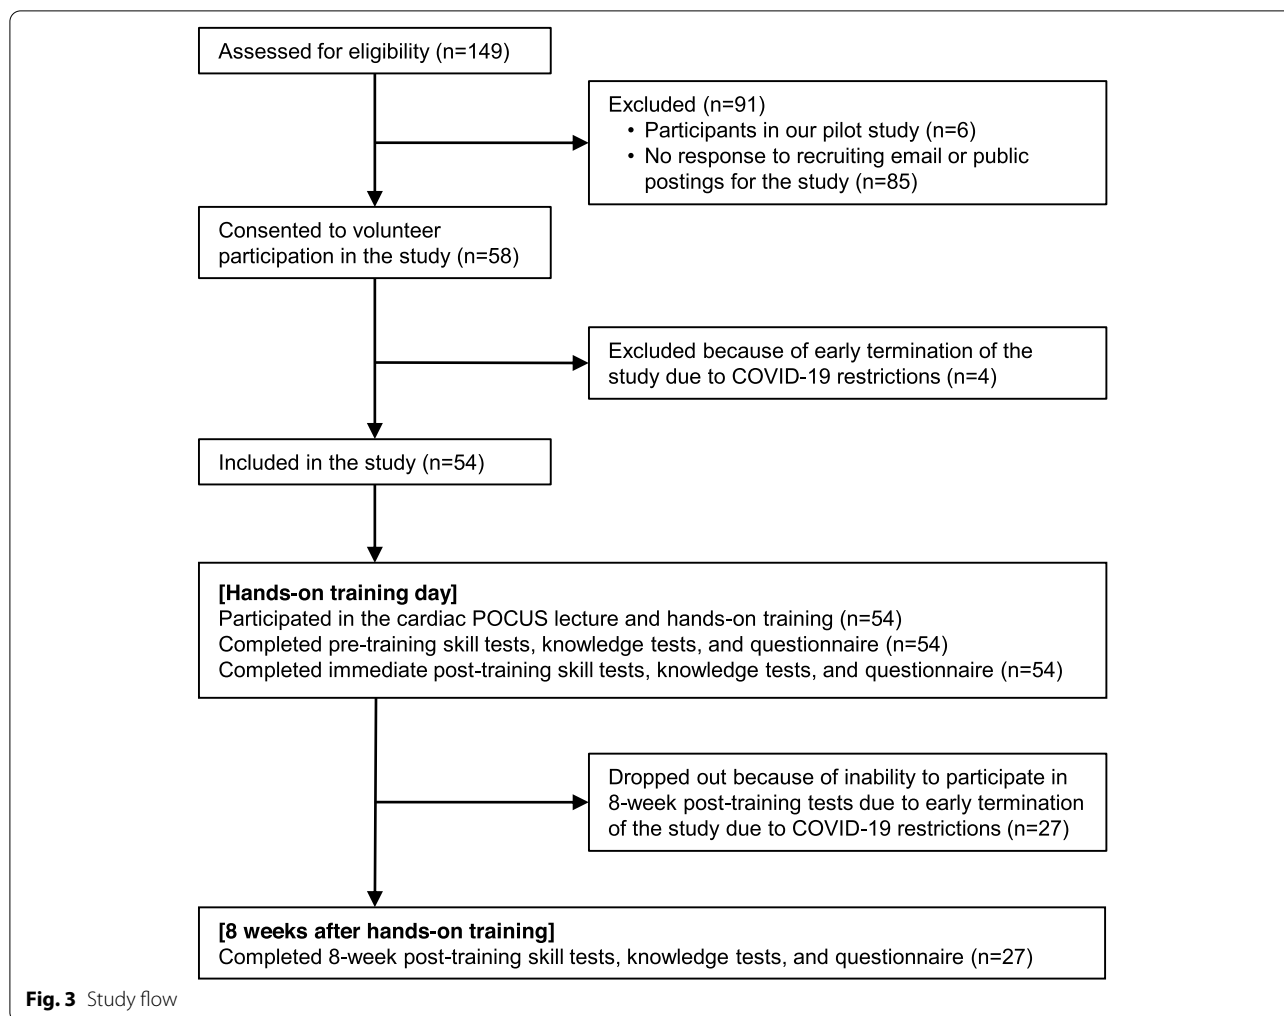 Assessed for eligibility (n=149)
Excluded (n=91)
• Participants in our pilot study (n=6)
• No response to recruiting email or public
postings for the study (n=85)
Consented to volunteer
participation in the study (n=58)
Excluded because of early termination of the
study due to COVID-19 restrictions (n=4)
Included in the study (n=54)
[Hands-on training day]
Participated in the cardiac POCUS lecture and hands-on training (n=54)
Completed pre-training skill tests, knowledge tests, and questionnaire (n=54)
Completed immediate post-training skill tests, knowledge tests, and questionnaire (n=54)
Dropped out because of inability to participate in
8-week post-training tests due to early termination
of the study due to COVID-19 restrictions (n=27)
[8 weeks after hands-on training]
Completed 8-week post-training skill tests, knowledge tests, and questionnaire (n=27)
Fig. 3 Study flow